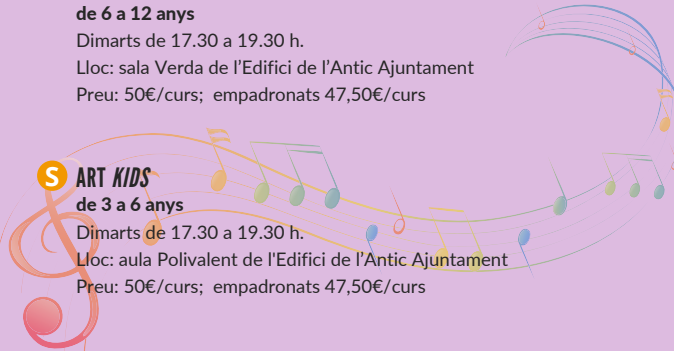 de 6 a 12 anys
Dimarts de 17.30 a 19.30 h.
Lloc: sala Verda de l’Edifici de l’Antic Ajuntament
Preu: 50€/curs; empadronats 47,50€/curs
S ART KIDS
de 3 a 6 anys
Dimarts de 17.30 a 19.30 h.
Lloc: aula Polivalent de l'Edifici de l’Antic Ajuntament
Preu: 50€/curs; empadronats 47,50€/curs